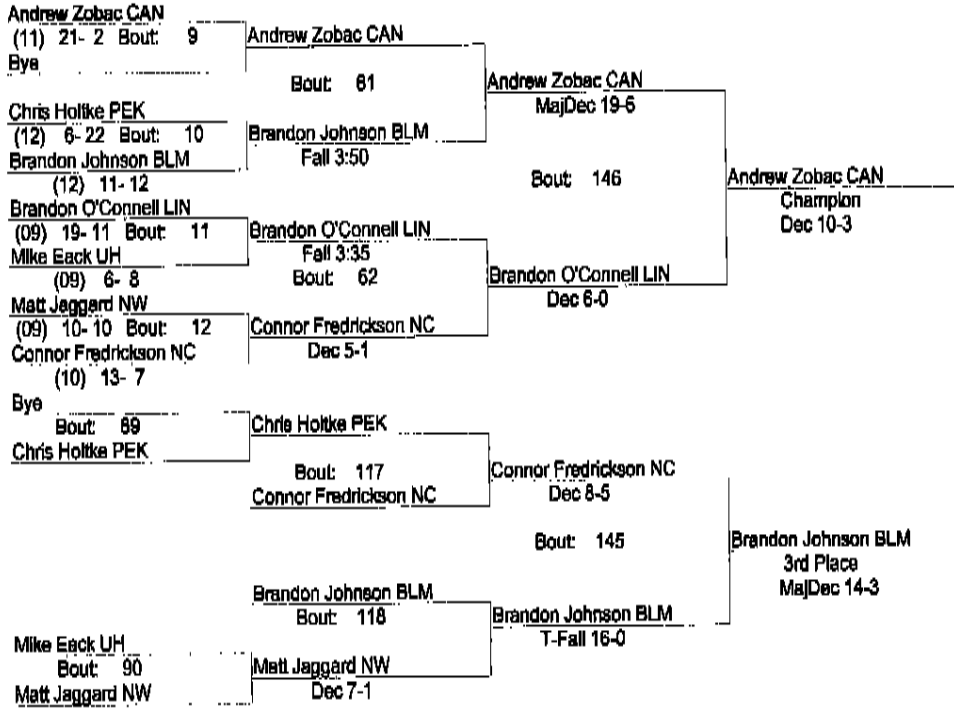 Andrew Zobac CAN
(11) 21- 2 Bout: 9
Bye
Andrew Zobac CAN
Bout: 61
Chris Holtke PEK
(12) 6- 22 Bout: 10
Brandon Johnson BLM
(12) 11- 12
Brandon Johnson BLM
Fall 3:50
Andrew Zobac CAN
MajDec 19-6
Bout: 146
Brandon O'Connell LIN
(09) 19- 11 Bout: 11
Mike Eack UH
(09) 6- 8
Brandon O'Connell LIN
Fall 3:35
Bout: 62
Matt Jaggard NW
(09) 10- 10 Bout: 12
Connor Fredrickson NC
(10) 13- 7
Connor Fredrickson NC
Dec 5-1
Brandon O'Connell LIN
Dec 6-0
Andrew Zobac CAN
Champion
Dec 10-3
Bye
Bout: 89
Chris Holtke PEK
Chris Holtke PEK
Bout: 117
Connor Fredrickson NC
Connor Fredrickson NC
Dec 8-5
Bout: 145
Brandon Johnson BLM
Bout: 118
Mike Eack UH
Bout: 90
Matt Jaggard NW
Matt Jaggard NW
Dec 7-1
Brandon Johnson BLM
T-Fall 16-0
Brandon Johnson BLM
3rd Place
MajDec 14-3